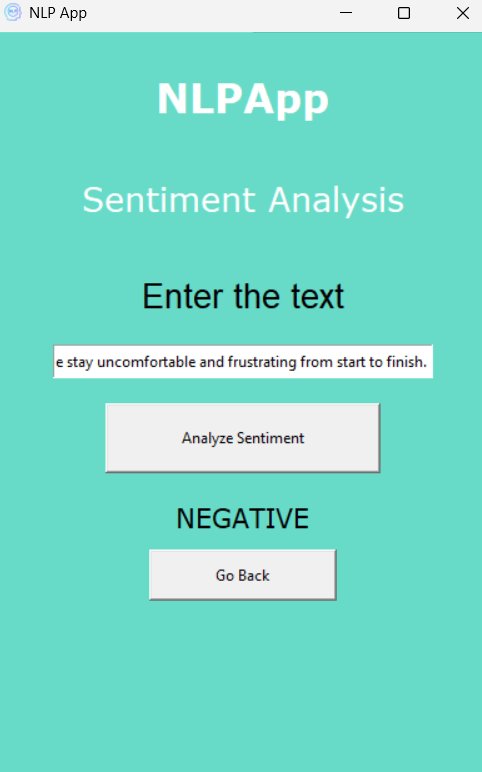 NLP App
NLPApp
Sentiment Analysis
Enter the text
e stay uncomfortable and frustrating from start to finish.
Analyze Sentiment
NEGATIVE
Go Back